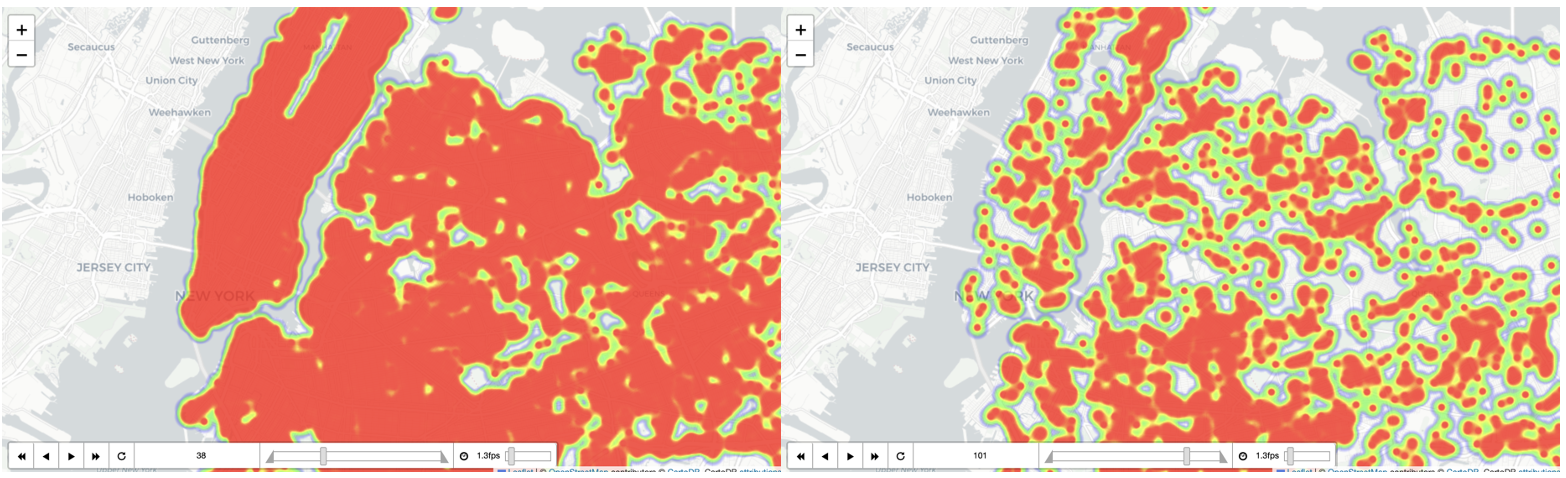 +
−
Secaucus
Guttenberg
West New York
Union City
Weehawken
Hoboken
JERSEY CITY
NEW YORK
38
1.3fps
Leaflet | © OpenStreetMap contributors © CartoDB, CartoDB attributions
+
−
Secaucus
Guttenberg
West New York
Union City
Weehawken
Hoboken
JERSEY CITY
NEW YORK
101
1.3fps
Leaflet | © OpenStreetMap contributors © CartoDB, CartoDB attributions